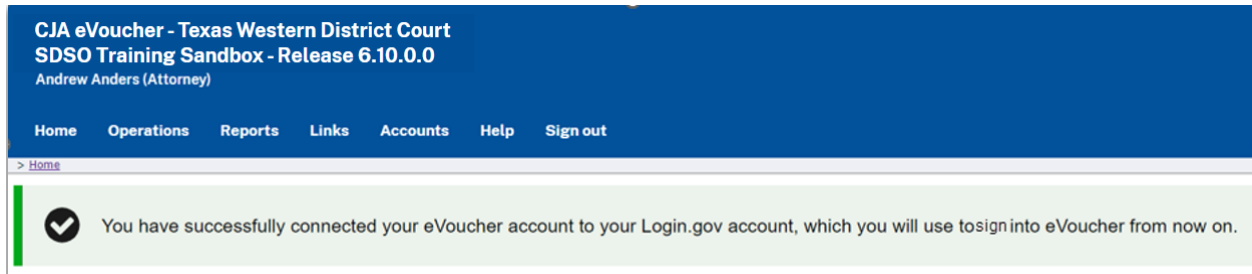 CJA eVoucher - Texas Western District Court
SDSO Training Sandbox - Release 6.10.0.0
Andrew Anders (Attorney)
Home Operations Reports Links Accounts Help Sign out
> Home
You have successfully connected your eVoucher account to your Login.gov account, which you will use tosign into eVoucher from now on.